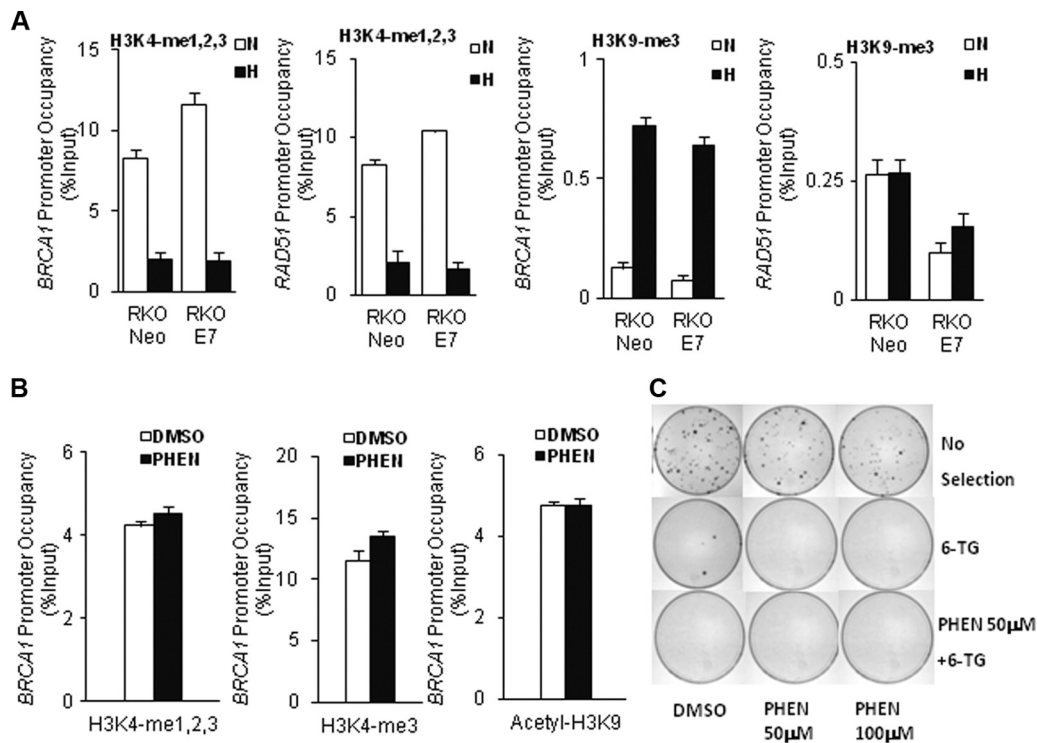 A
H3K4-me1,2,3
N
H
15
10
5
0
BRCA1 Promoter Occupancy
(%Input)
RKO
Neo
RKO
E7
H3K4-me1,2,3
N
H
15
10
5
0
RAD51 Promoter Occupancy
(%Input)
RKO
Neo
RKO
E7
H3K9-me3
N
H
1
0.5
0
BRCA1 Promoter Occupancy
(%Input)
RKO
Neo
RKO
E7
H3K9-me3
N
H
0.5
0.25
0
RAD51 Promoter Occupancy
(%Input)
RKO
Neo
RKO
E7
B
DMSO
PHEN
6
4
2
0
BRCA1 Promoter Occupancy
(%Input)
H3K4-me1,2,3
DMSO
PHEN
20
15
10
5
0
BRCA1 Promoter Occupancy
(%Input)
H3K4-me3
DMSO
PHEN
6
4
2
0
BRCA1 Promoter Occupancy
(%Input)
Acetyl-H3K9
C
No
Selection
6-TG
PHEN 50μM
+6-TG
DMSO
PHEN
50μM
PHEN
100μM